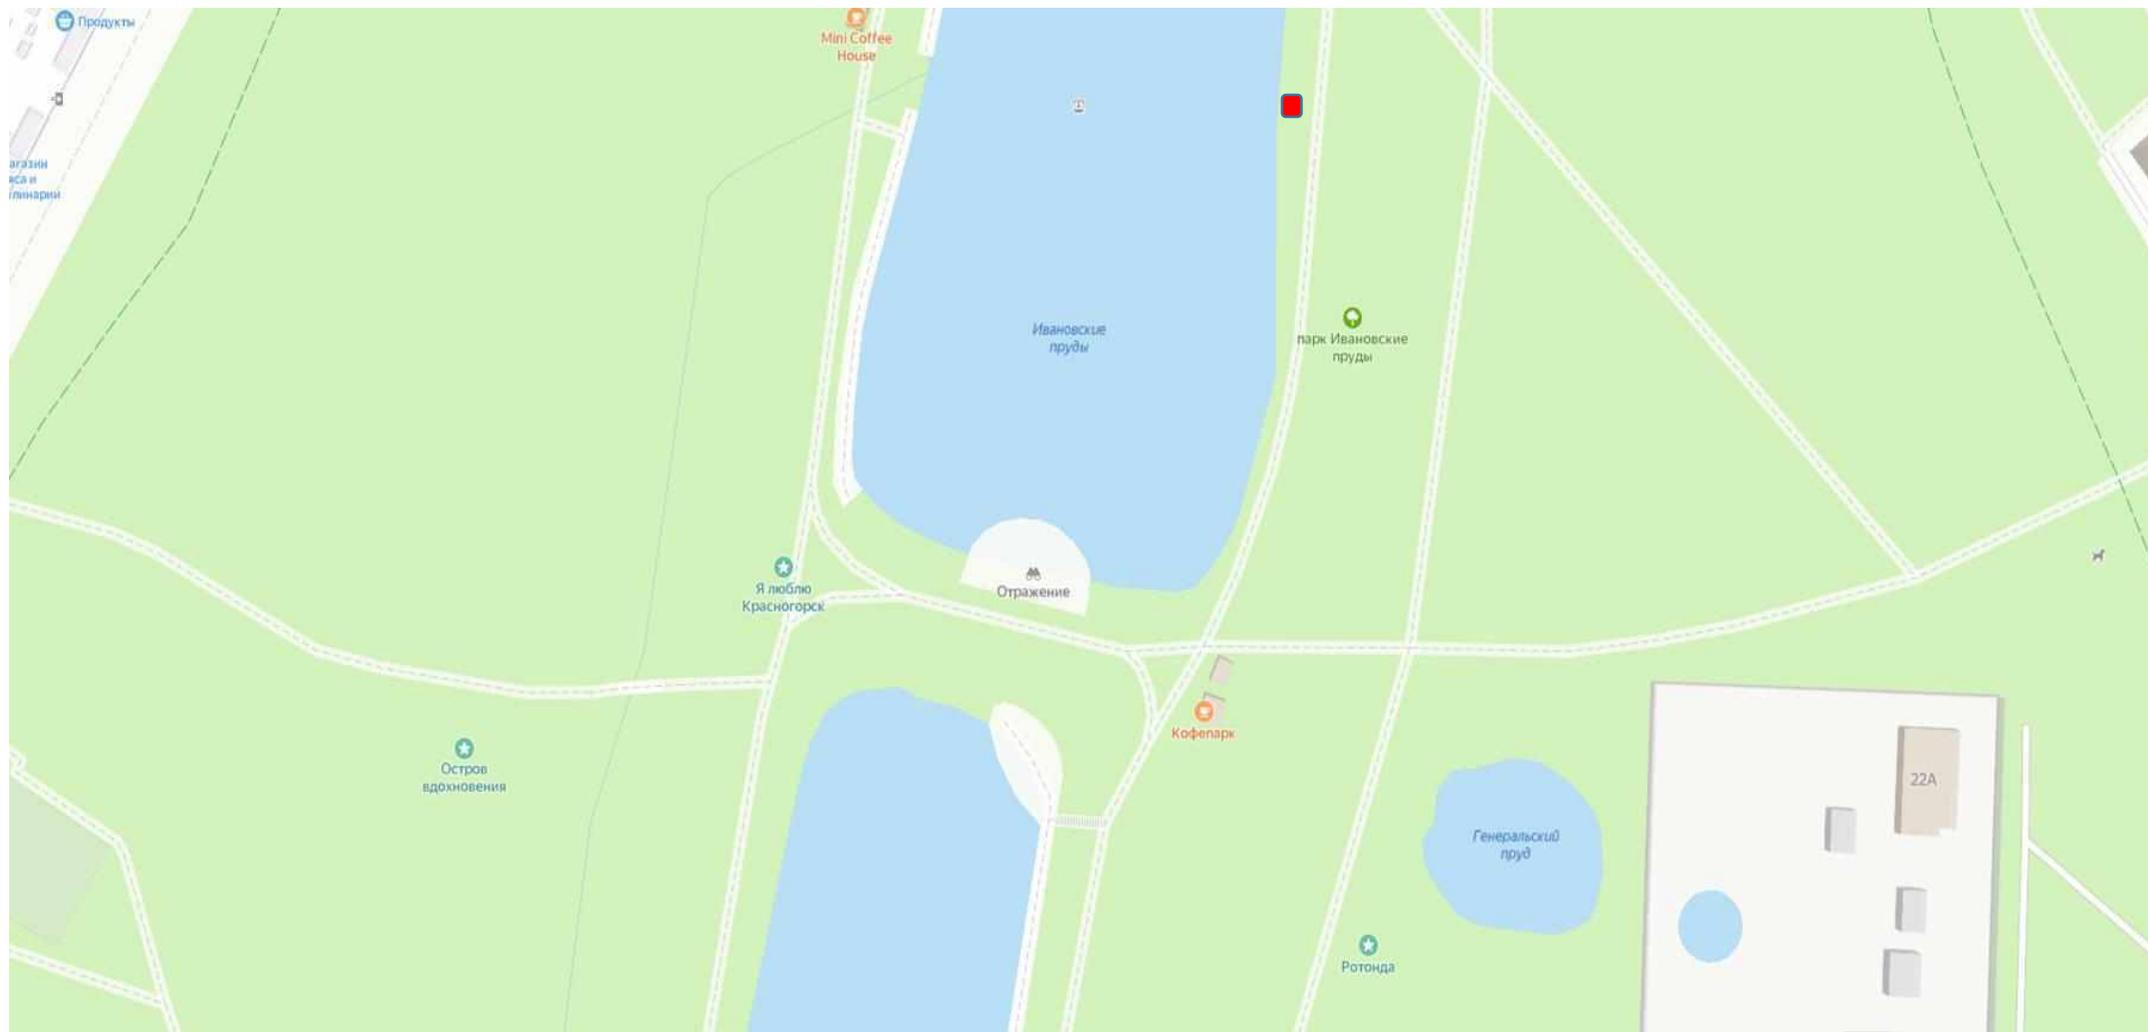 Продукты
Mini Coffee
House
агазин
яса и
линарии
Ивановские
пруды
парк Ивановские
пруды
Я люблю
Красногорск
Отражение
Кофепарк
Остров
вдохновения
22А
Генеральский
пруд
Ротонда